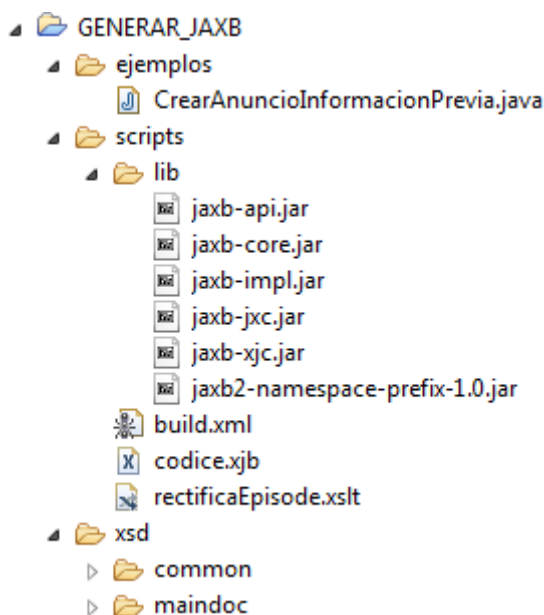 GENERAR_JAXB
ejemplos
CrearAnuncioInformacionPrevia.java
scripts
lib
jaxb-api.jar
jaxb-core.jar
jaxb-impl.jar
jaxb-jxc.jar
jaxb-xjc.jar
jaxb2-namespace-prefix-1.0.jar
build.xml
codice.xjb
rectificaEpisode.xslt
xsd
common
maindoc